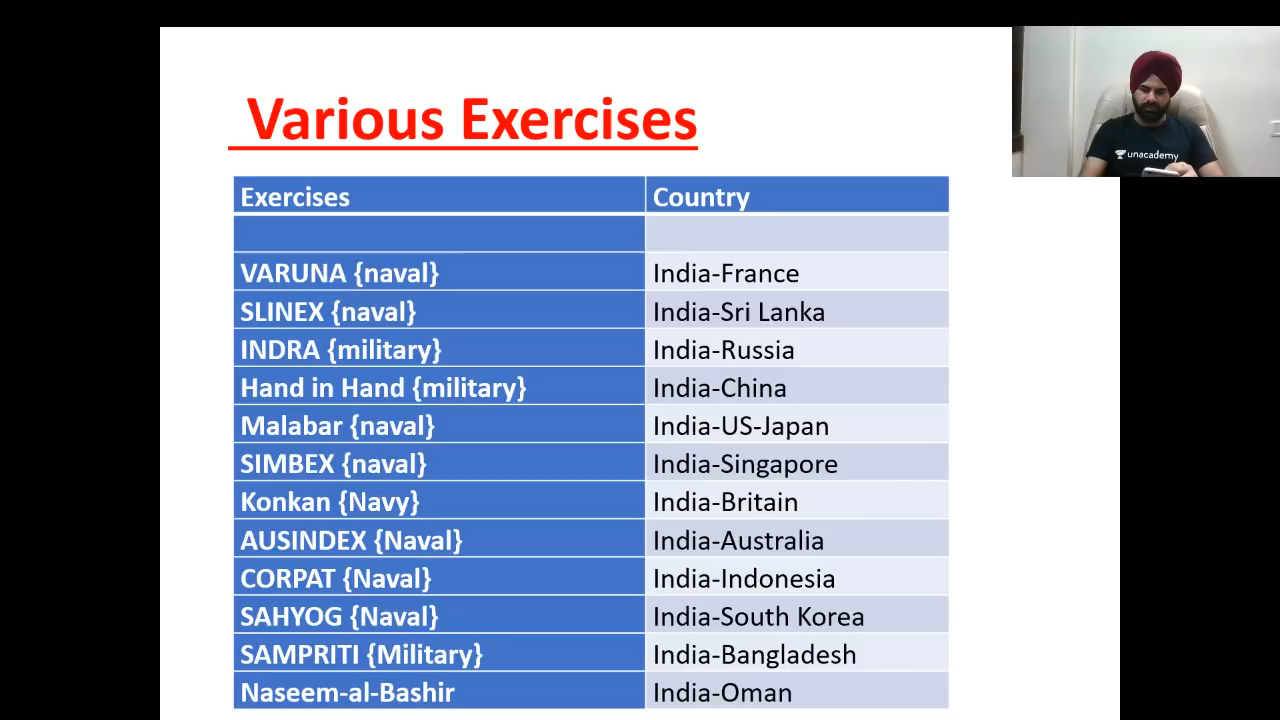 Various Exercises
unacademy
Exercises Country
VARUNA {naval} India-France
SLINEX {naval} India-Sri Lanka
INDRA {military} India-Russia
Hand in Hand {military} India-China
Malabar {naval} India-US-Japan
SIMBEX {naval} India-Singapore
Konkan {Navy} India-Britain
AUSINDEX {Naval} India-Australia
CORPAT {Naval} India-Indonesia
SAHYOG {Naval} India-South Korea
SAMPRITI {Military} India-Bangladesh
Naseem-al-Bashir India-Oman